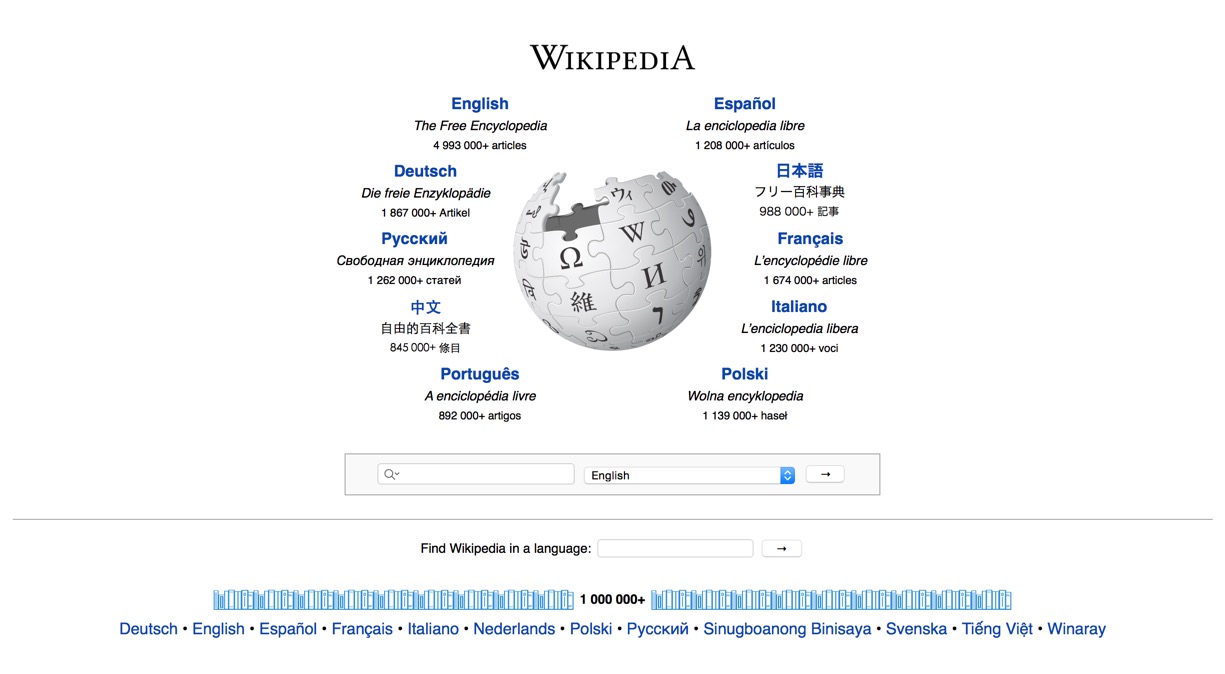 WIKIPEDIA
English
The Free Encyclopedia
4 993 000+ articles
Español
La enciclopedia libre
1 208 000+ artículos
Deutsch
Die freie Enzyklopädie
1 867 000+ Artikel
日本語
フリー百科事典
988 000+ 記事
Русский
Свободная энциклопедия
1 262 000+ статей
Français
L’encyclopédie libre
1 674 000+ articles
中文
自由的百科全書
845 000+ 條目
Italiano
L’enciclopedia libera
1 230 000+ voci
Português
A enciclopédia livre
892 000+ artigos
Polski
Wolna encyklopedia
1 139 000+ haseł
Ω
W
И
維
ウィ
English
→
Find Wikipedia in a language:
→
1 000 000+
Deutsch • English • Español • Français • Italiano • Nederlands • Polski • Русский • Sinugboanong Binisaya • Svenska • Tiếng Việt • Winaray